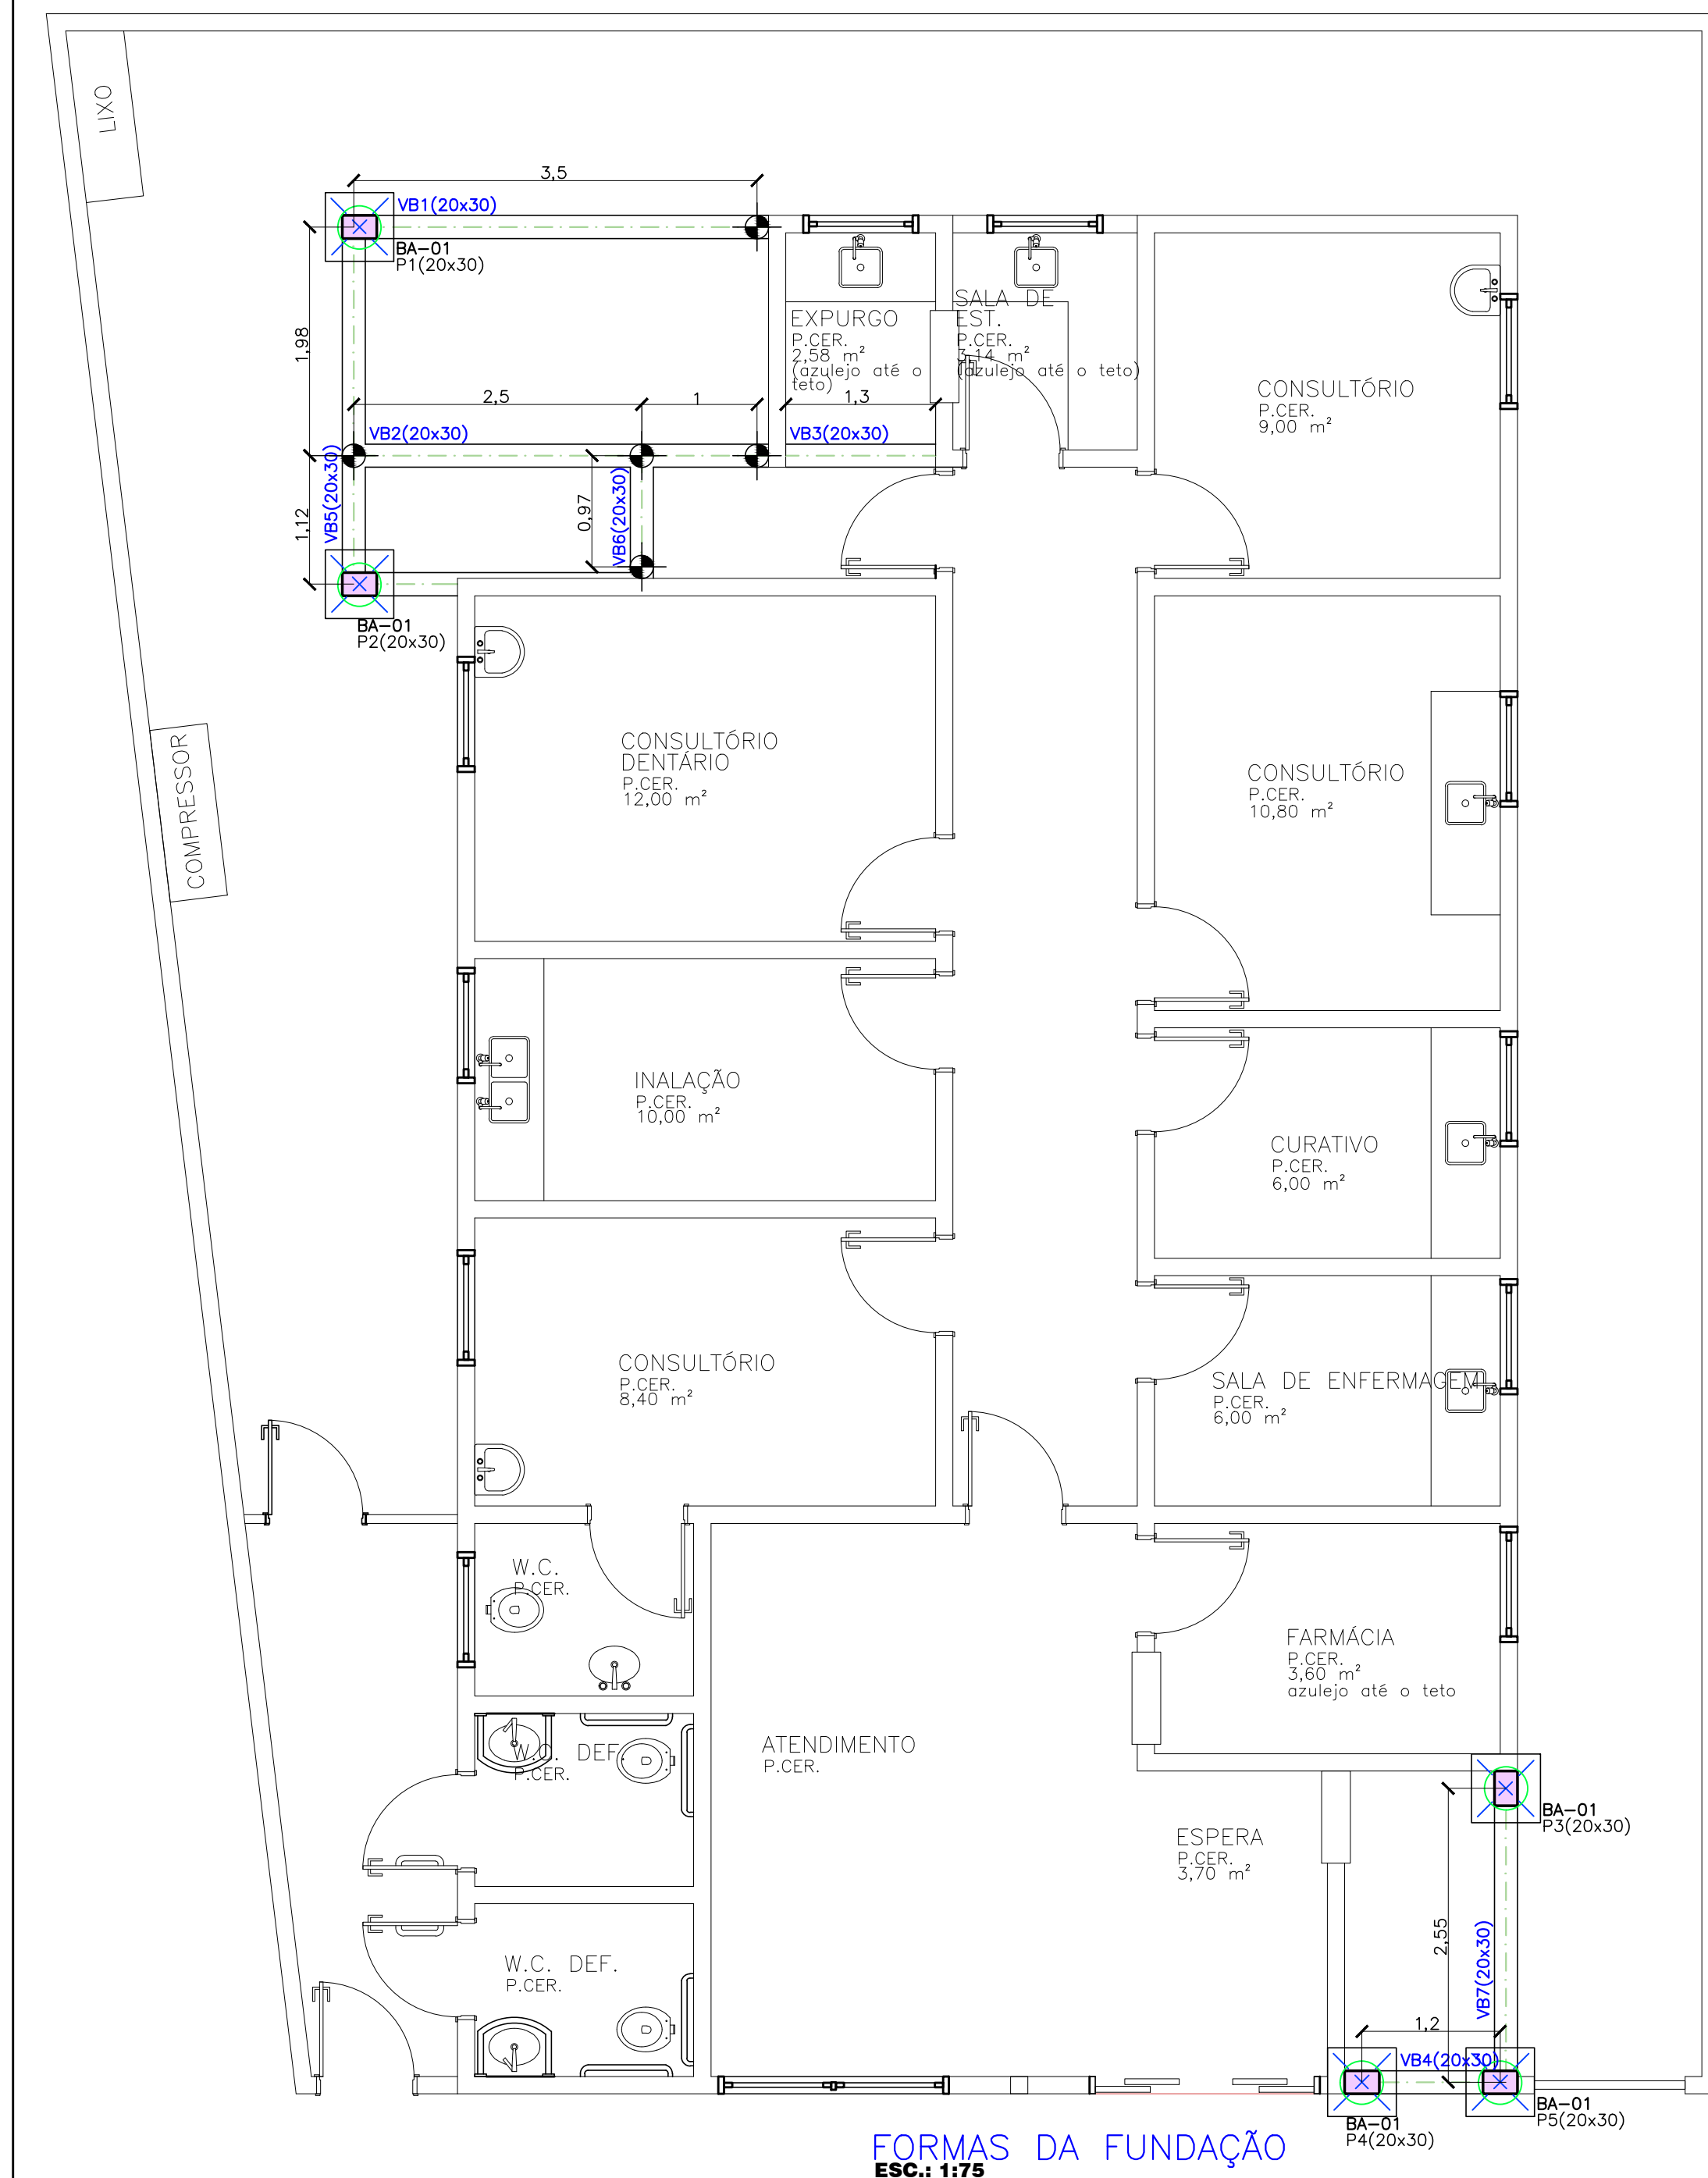 LIXO
3,5
VB1(20x30)
BA-01
P1(20x30)
1,98
EXPURGO
P.CER.
2,58 m²
(azulejo até o
teto)
SALA DE
EST.
P.CER.
3,14 m²
(azulejo até o teto)
CONSULTÓRIO
P.CER.
9,00 m²
2,5
1
1,3
VB2(20x30)
VB3(20x30)
VB5(20x30)
1,12
0,97
VB6(20x30)
BA-01
P2(20x30)
COMPRESSOR
CONSULTÓRIO
DENTÁRIO
P.CER.
12,00 m²
CONSULTÓRIO
P.CER.
10,80 m²
INALAÇÃO
P.CER.
10,00 m²
CURATIVO
P.CER.
6,00 m²
CONSULTÓRIO
P.CER.
8,40 m²
SALA DE ENFERMAGEM
P.CER.
6,00 m²
W.C.
P.CER.
FARMÁCIA
P.CER.
3,60 m²
azulejo até o teto
W.C. DEF.
P.CER.
ATENDIMENTO
P.CER.
ESPERA
P.CER.
3,70 m²
BA-01
P3(20x30)
2,55
VB7(20x30)
W.C. DEF.
P.CER.
1,2
VB4(20x30)
BA-01
P4(20x30)
BA-01
P5(20x30)
FORMAS DA FUNDAÇÃO
ESC.: 1:75